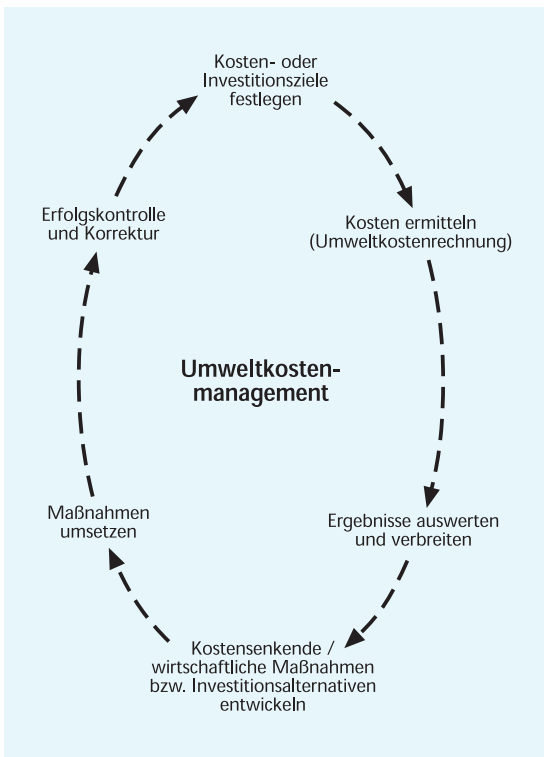 Kosten- oder
Investitionsziele
festlegen
Kosten ermitteln
(Umweltkostenrechnung)
Ergebnisse auswerten
und verbreiten
Kostensenkende /
wirtschaftliche Maßnahmen
bzw. Investitionsalternativen
entwickeln
Maßnahmen
umsetzen
Erfolgskontrolle
und Korrektur
Umweltkosten-
management